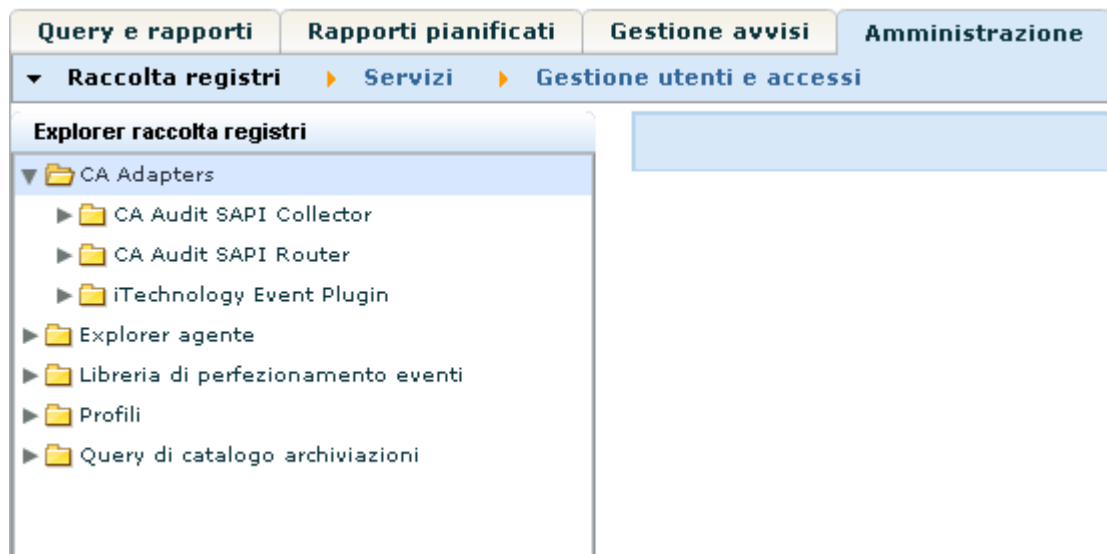 Query e rapporti Rapporti pianificati Gestione avvisi Amministrazione
Raccolta registri Servizi Gestione utenti e accessi
Explorer raccolta registri
CA Adapters
CA Audit SAPI Collector
CA Audit SAPI Router
iTechnology Event Plugin
Explorer agente
Libreria di perfezionamento eventi
Profili
Query di catalogo archiviazioni